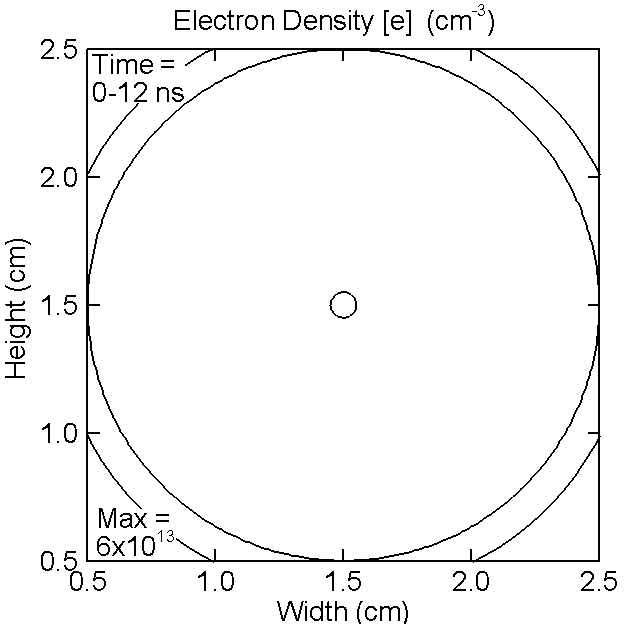 Electron Density [e] (cm⁻³)
Time =
0-12 ns
2.5
2.0
1.5
1.0
0.5
Height (cm)
Max =
6x10¹³
0.5 1.0 1.5 2.0 2.5
Width (cm)